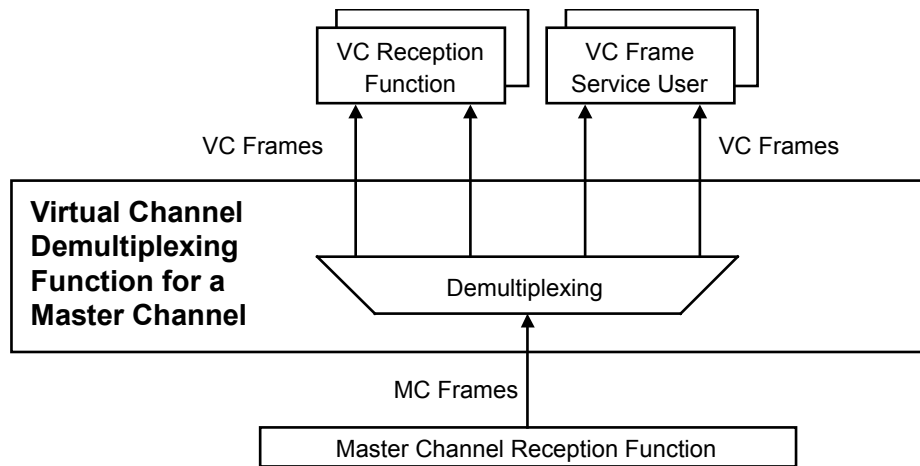 VC Reception
Function
VC Frame
Service User
VC Frames
VC Frames
Virtual Channel
Demultiplexing
Function for a
Master Channel
Demultiplexing
MC Frames
Master Channel Reception Function